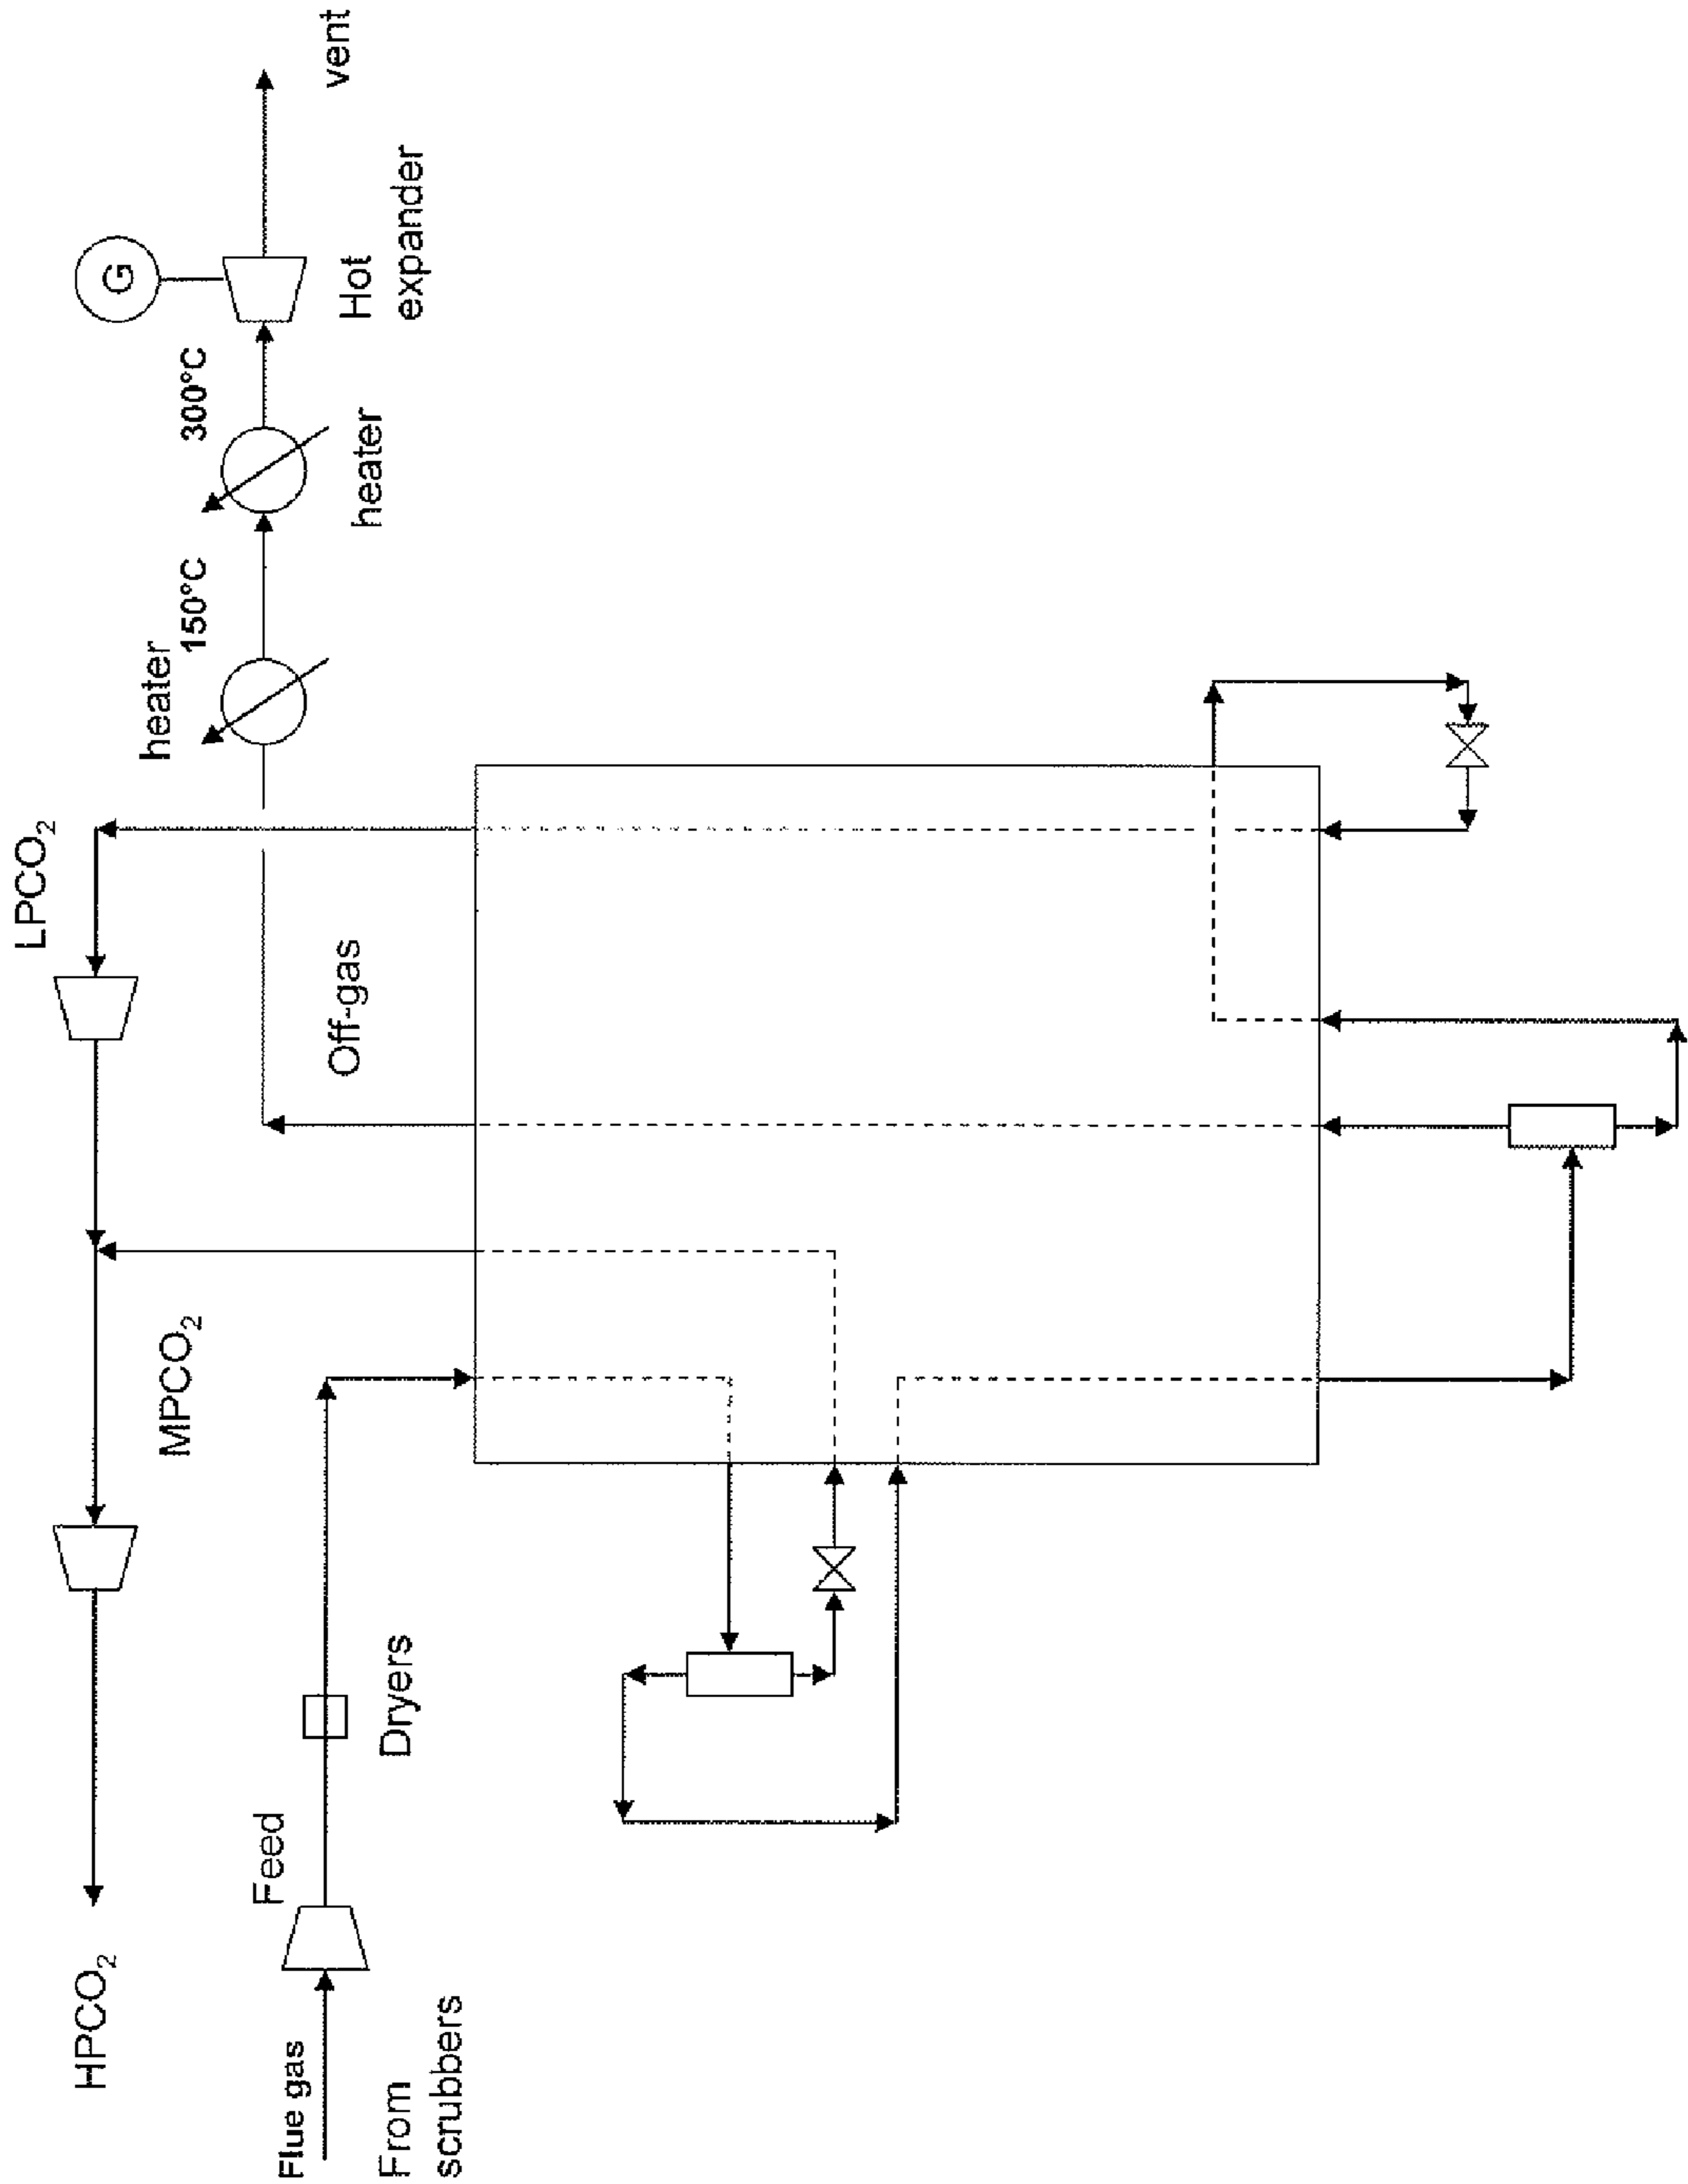 LPCO₂
HPCO₂
MPCO₂
G
heater
150°C
300°C
Feed
Flue gas
From
scrubbers
Dryers
Off-gas
heater
Hot
expander
vent